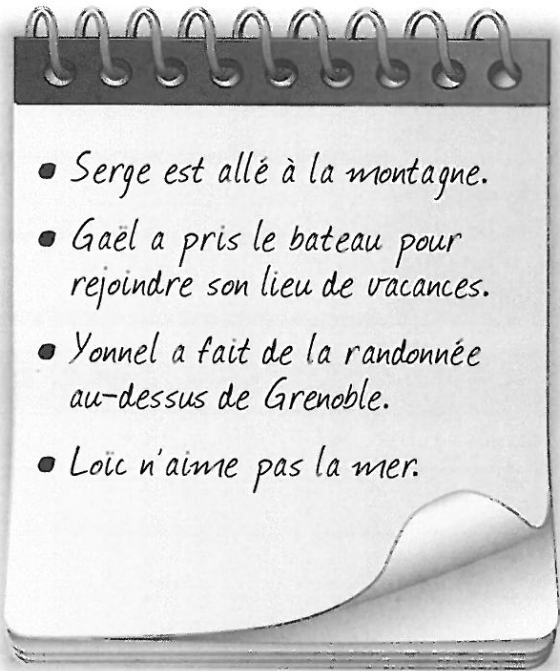 • Serge est allé à la montagne.
• Gaël a pris le bateau pour
rejoindre son lieu de vacances.
• Yonnel a fait de la randonnée
au-dessus de Grenoble.
• Loïc n'aime pas la mer.